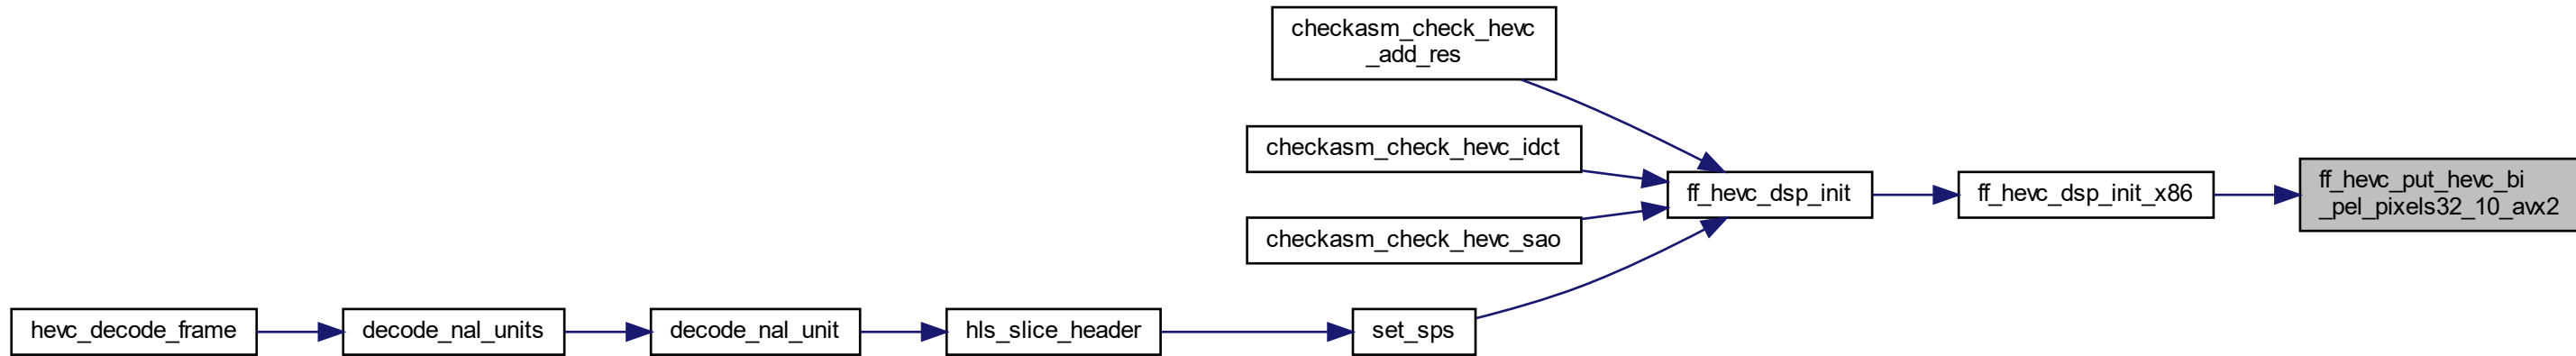 checkasm_check_hevc
_add_res
checkasm_check_hevc_idct
ff_hevc_dsp_init
ff_hevc_dsp_init_x86
ff_hevc_put_hevc_bi
_pel_pixels32_10_avx2
checkasm_check_hevc_sao
hevc_decode_frame
decode_nal_units
decode_nal_unit
hls_slice_header
set_sps